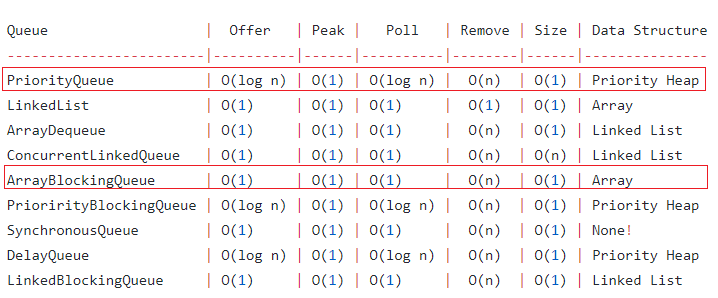 Queue | Offer | Peak | Poll | Remove | Size | Data Structure
---------------------|----------|------|----------|--------|------|---------------
PriorityQueue | O(log n) | O(1) | O(log n) | O(n) | O(1) | Priority Heap
LinkedList | O(1) | O(1) | O(1) | O(1) | O(1) | Array
ArrayDequeue | O(1) | O(1) | O(1) | O(n) | O(1) | Linked List
ConcurrentLinkedQueue | O(1) | O(1) | O(1) | O(n) | O(n) | Linked List
ArrayBlockingQueue | O(1) | O(1) | O(1) | O(n) | O(1) | Array
PriorirityBlockingQueue | O(log n) | O(1) | O(log n) | O(n) | O(1) | Priority Heap
SynchronousQueue | O(1) | O(1) | O(1) | O(n) | O(1) | None!
DelayQueue | O(log n) | O(1) | O(log n) | O(n) | O(1) | Priority Heap
LinkedBlockingQueue | O(1) | O(1) | O(1) | O(n) | O(1) | Linked List